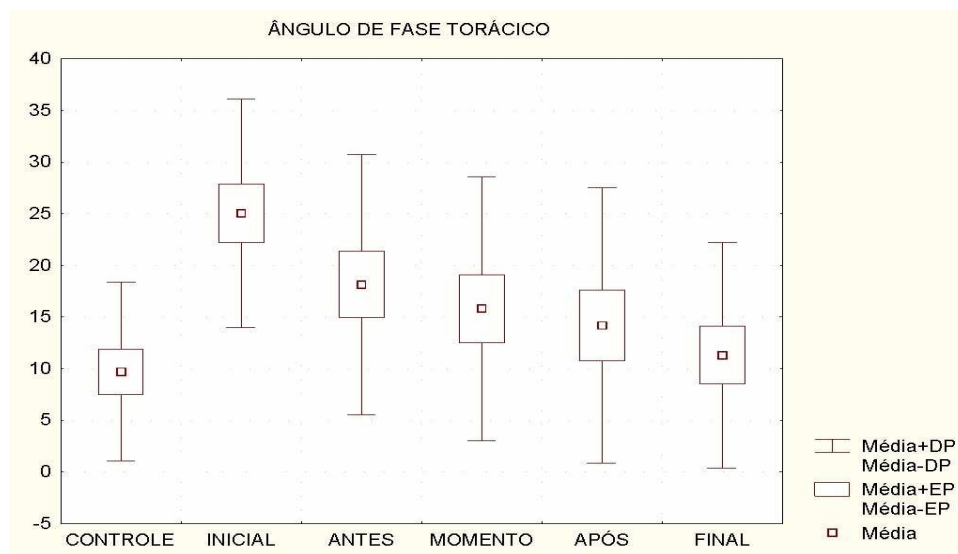 ÂNGULO DE FASE TORÁCICO
40
35
30
25
20
15
10
5
0
-5
CONTROLE INICIAL ANTES MOMENTO APÓS FINAL
Média+DP
Média-DP
Média+EP
Média-EP
Média